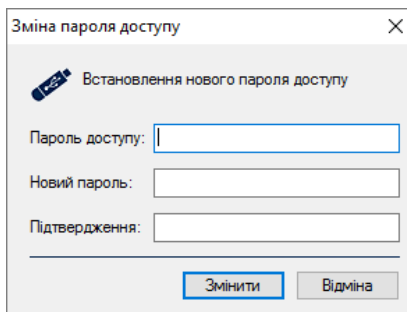 Зміна пароля доступу
Встановлення нового пароля доступу
Пароль доступу:
Новий пароль:
Підтвердження:
Змінити Відміна